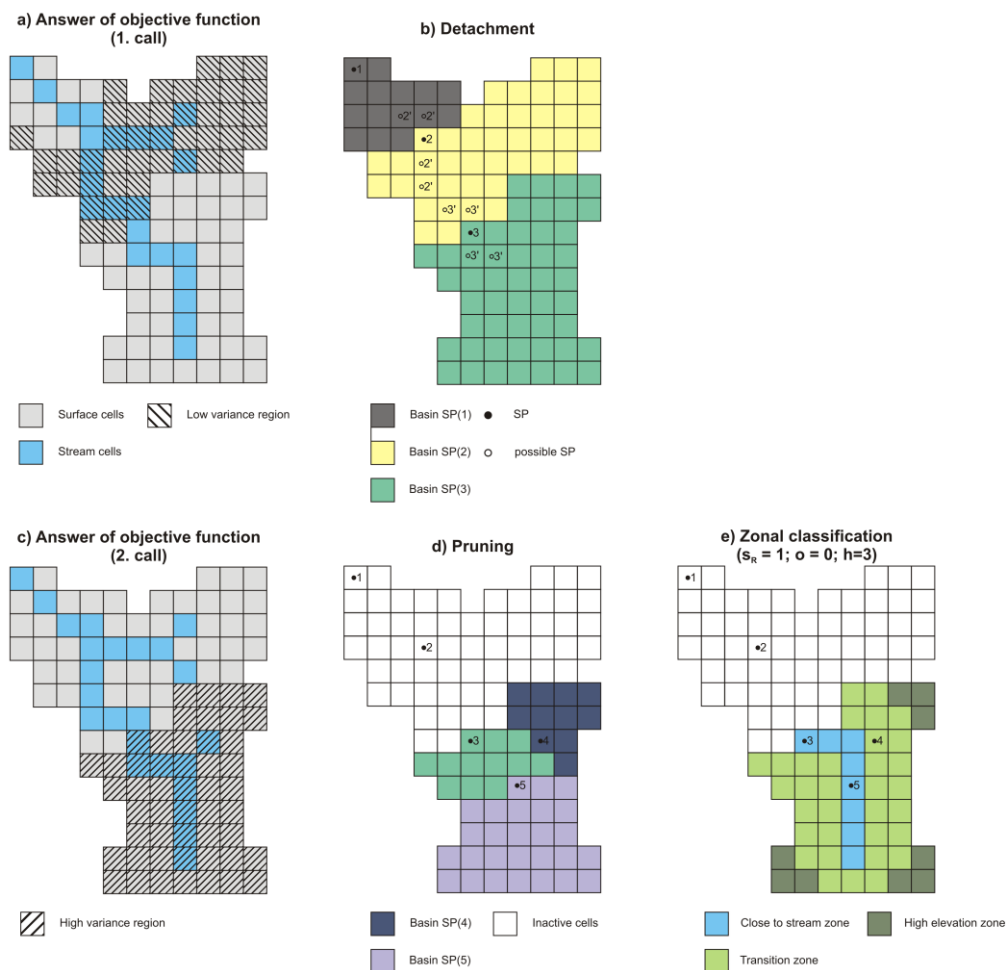 a) Answer of objective function
(1. call)
b) Detachment
1
2' 2'
2
2'
2'
3' 3'
3
3' 3'
Surface cells
Low variance region
Stream cells
Basin SP(1)
SP
Basin SP(2)
possible SP
Basin SP(3)
c) Answer of objective function
(2. call)
d) Pruning
e) Zonal classification
(sR = 1; o = 0; h=3)
1
2
3
4
5
1
2
3
4
5
High variance region
Basin SP(4)
Inactive cells
Basin SP(5)
Close to stream zone
High elevation zone
Transition zone